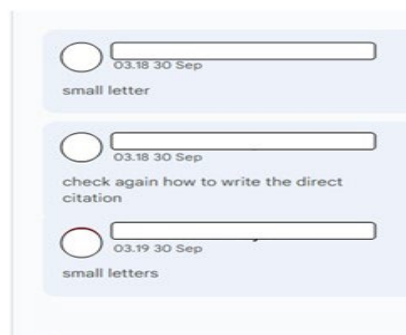 03.18 30 Sep
small letter
03.18 30 Sep
check again how to write the direct
citation
03.19 30 Sep
small letters